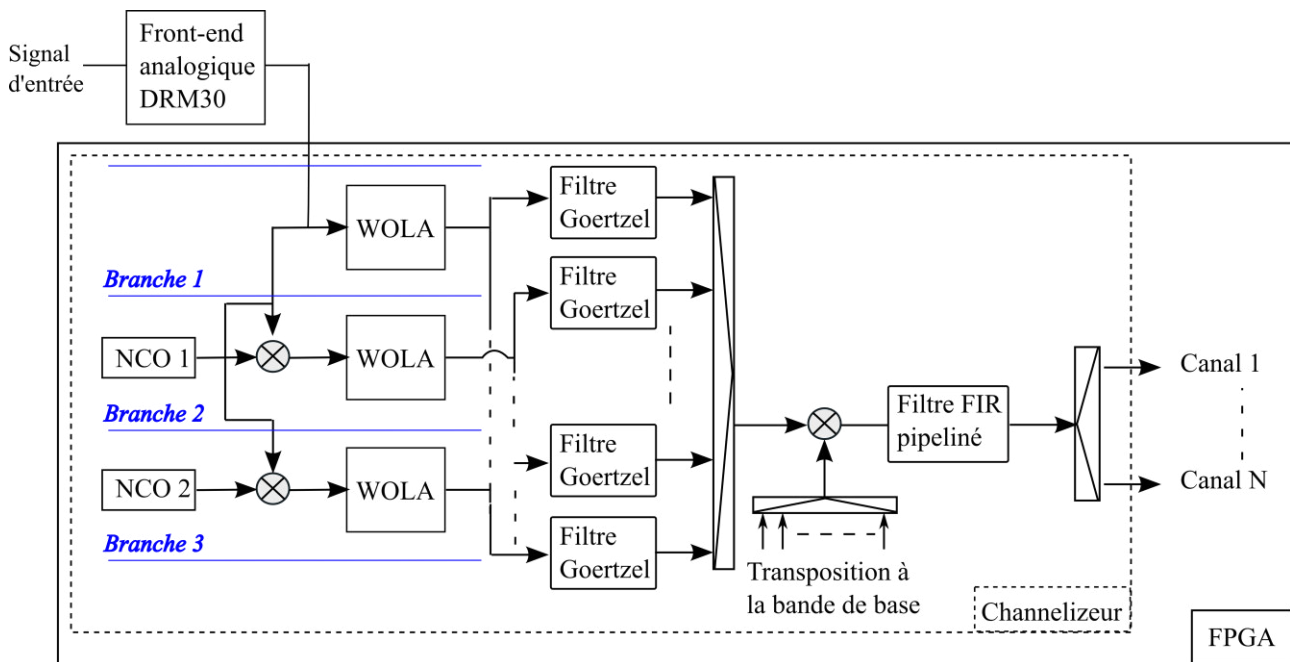 Signal
d'entrée
Front-end
analogique
DRM30
WOLA
Filtre
Goertzel
Branche 1
Filtre
Goertzel
NCO 1
WOLA
Canal 1
Branche 2
Filtre FIR
pipeliné
Filtre
Goertzel
NCO 2
WOLA
Canal N
Branche 3
Filtre
Goertzel
Transposition à
la bande de base
Channelizeur
FPGA